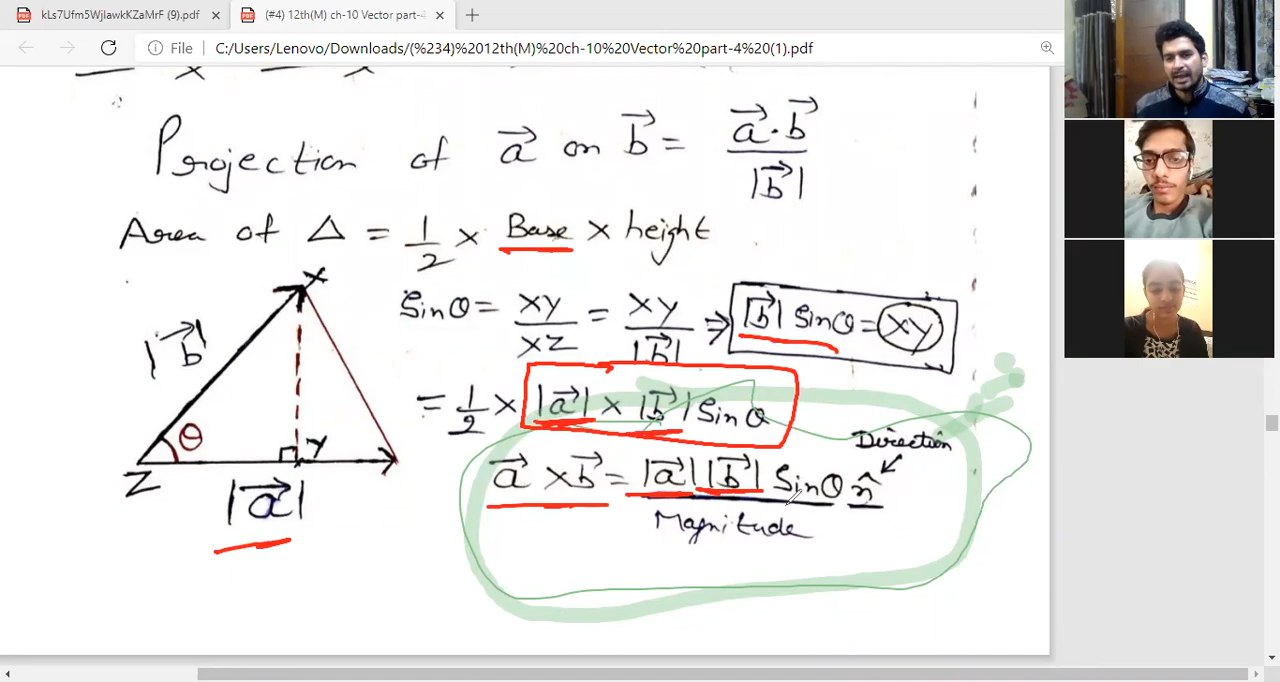 kLs7Ufm5WjIawkKZaMrF (9).pdf
(#4) 12th(M) ch-10 Vector part-4
File C:/Users/Lenovo/Downloads/(%234)%2012th(M)%20ch-10%20Vector%20part-4%20(1).pdf
Projection of a⃗ on b⃗ = a⃗·b⃗ / |b⃗|
Area of Δ = 1/2 × Base × height
Sinθ = XY/XZ = XY/|b⃗| ⇒ |b⃗| Sinθ = XY
= 1/2 × |a⃗| × |b⃗| Sinθ
Direction
a⃗ × b⃗ = |a⃗| |b⃗| Sinθ n̂
Magnitude
X
|b⃗|
θ
Z
Y
|a⃗|